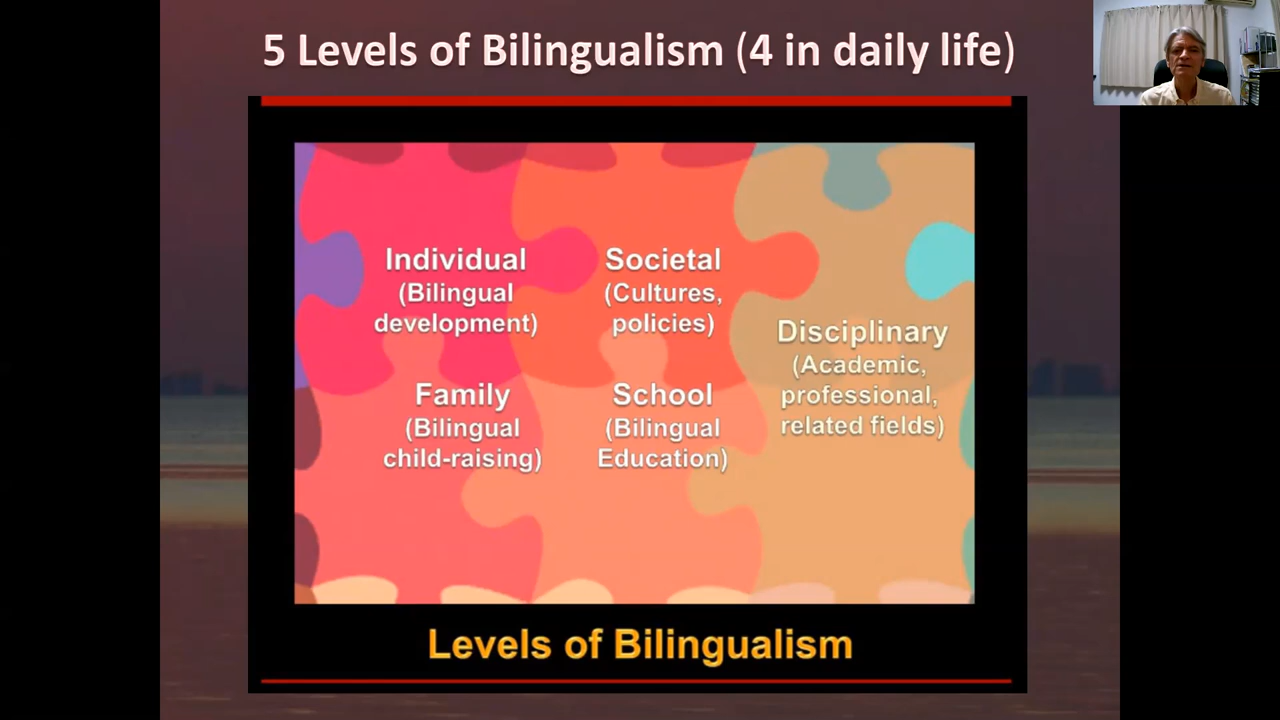 5 Levels of Bilingualism (4 in daily life)
Individual
(Bilingual
development)
Societal
(Cultures,
policies)
Family
(Bilingual
child-raising)
School
(Bilingual
Education)
Disciplinary
(Academic,
professional,
related fields)
Levels of Bilingualism